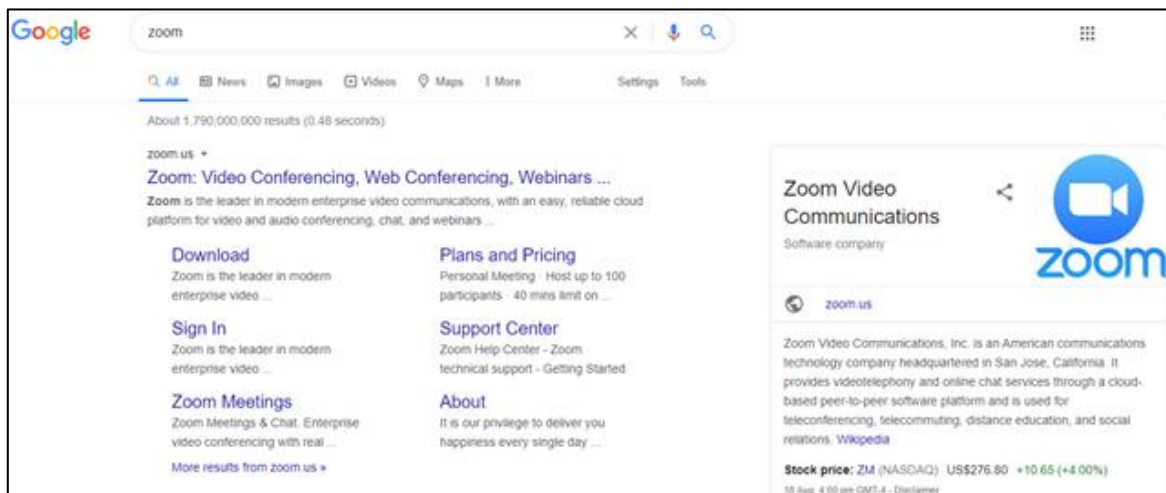 Google
zoom
All News Images Videos Maps More Settings Tools
About 1,790,000,000 results (0.48 seconds)
zoom.us
Zoom: Video Conferencing, Web Conferencing, Webinars ...
Zoom is the leader in modern enterprise video communications, with an easy, reliable cloud
platform for video and audio conferencing, chat, and webinars ...
Download
Zoom is the leader in modern
enterprise video ...
Plans and Pricing
Personal Meeting · Host up to 100
participants · 40 mins limit on ...
Sign In
Zoom is the leader in modern
enterprise video ...
Support Center
Zoom Help Center - Zoom
technical support - Getting Started
Zoom Meetings
Zoom Meetings & Chat. Enterprise
video conferencing with real ...
About
It is our privilege to deliver you
happiness every single day ...
More results from zoom.us »
Zoom Video
Communications
Software company
zoom
zoom.us
Zoom Video Communications, Inc. is an American communications
technology company headquartered in San Jose, California. It
provides videotelephony and online chat services through a cloud-
based peer-to-peer software platform and is used for
teleconferencing, telecommuting, distance education, and social
relations. Wikipedia
Stock price: ZM (NASDAQ) US$276.80 +10.65 (+4.00%)
Aug, 4:00 pm GMT-4 - Disclaimer